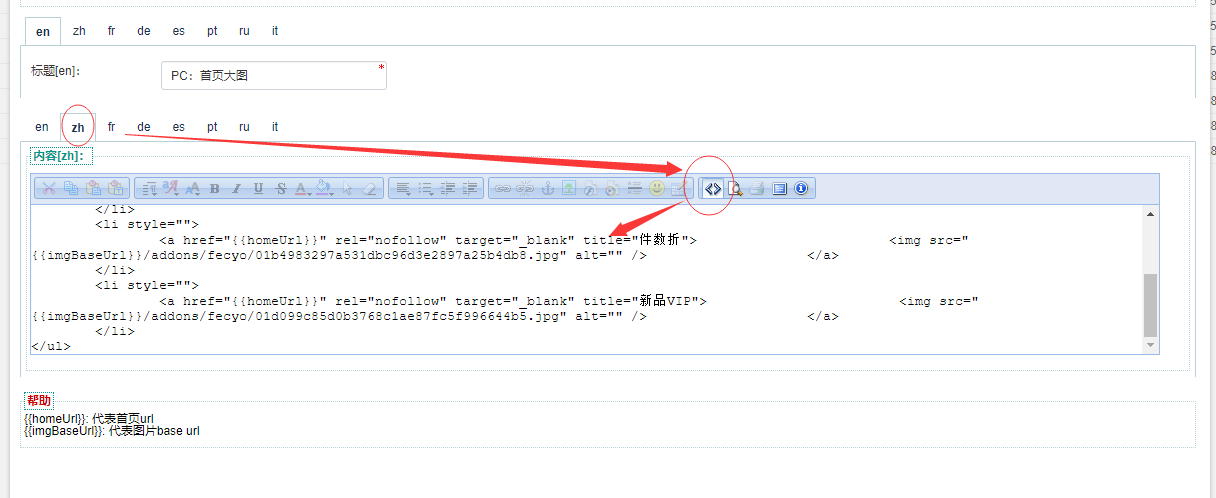 en zh fr de es pt ru it
标题[en]： PC：首页大图 *
en zh fr de es pt ru it
内容[zh]：
</li>
<li style="">
<a href="{{homeUrl}}" rel="nofollow" target="_blank" title="件数折"> <img src="
{{imgBaseUrl}}/addons/fecyo/01b4983297a531dbc96d3e2897a25b4db8.jpg" alt="" /> </a>
</li>
<li style="">
<a href="{{homeUrl}}" rel="nofollow" target="_blank" title="新品VIP"> <img src="
{{imgBaseUrl}}/addons/fecyo/01d099c85d0b3768c1ae87fc5f996644b5.jpg" alt="" /> </a>
</li>
</ul>
帮助
{{homeUrl}}: 代表首页url
{{imgBaseUrl}}: 代表图片base url